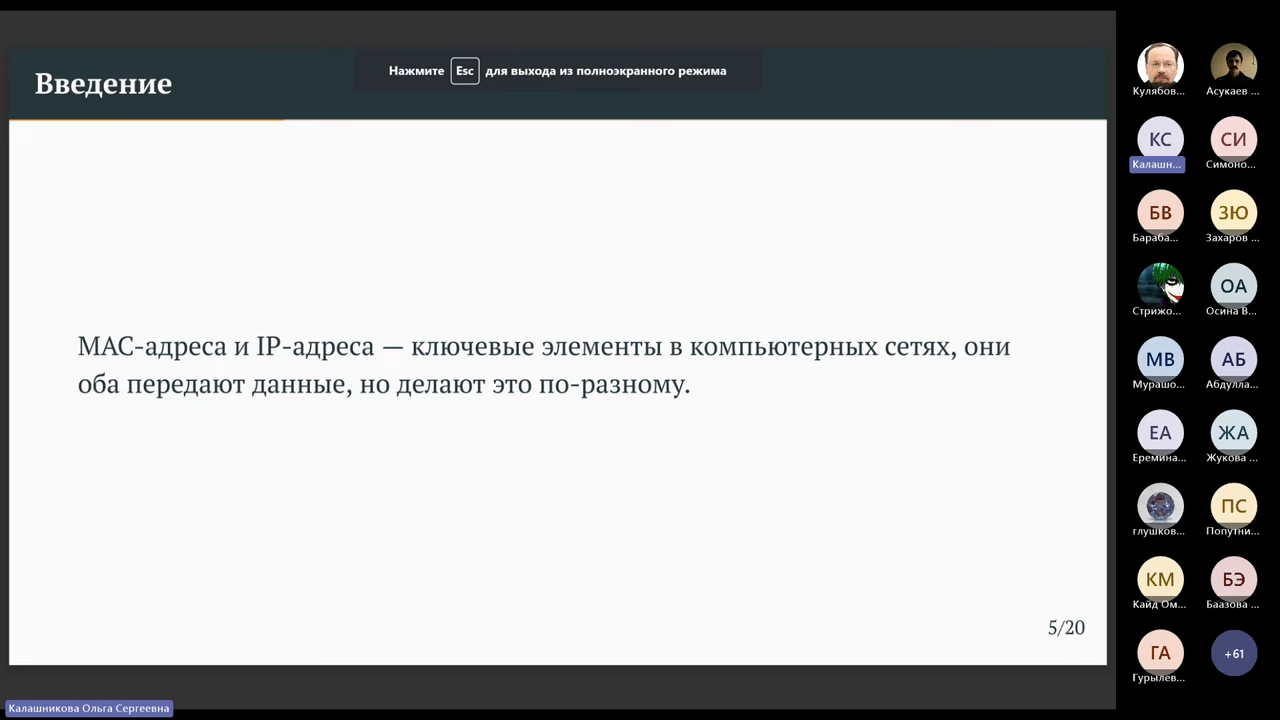 Введение
Нажмите Esc для выхода из полноэкранного режима
MAC-адреса и IP-адреса — ключевые элементы в компьютерных сетях, они
оба передают данные, но делают это по-разному.
5/20
Калашникова Ольга Сергеевна
Кулябов...
Асукаев ...
КС
Калашн...
СИ
Симоно...
БВ
Бараба...
ЗЮ
Захаров ...
Стрижо...
ОА
Осина В...
МВ
Мурашо...
АБ
Абдулла...
ЕА
Еремина...
ЖА
Жукова ...
глушков...
ПС
Попутни...
КМ
Кайд Ом...
БЭ
Баазова ...
ГА
Гурылев...
+61